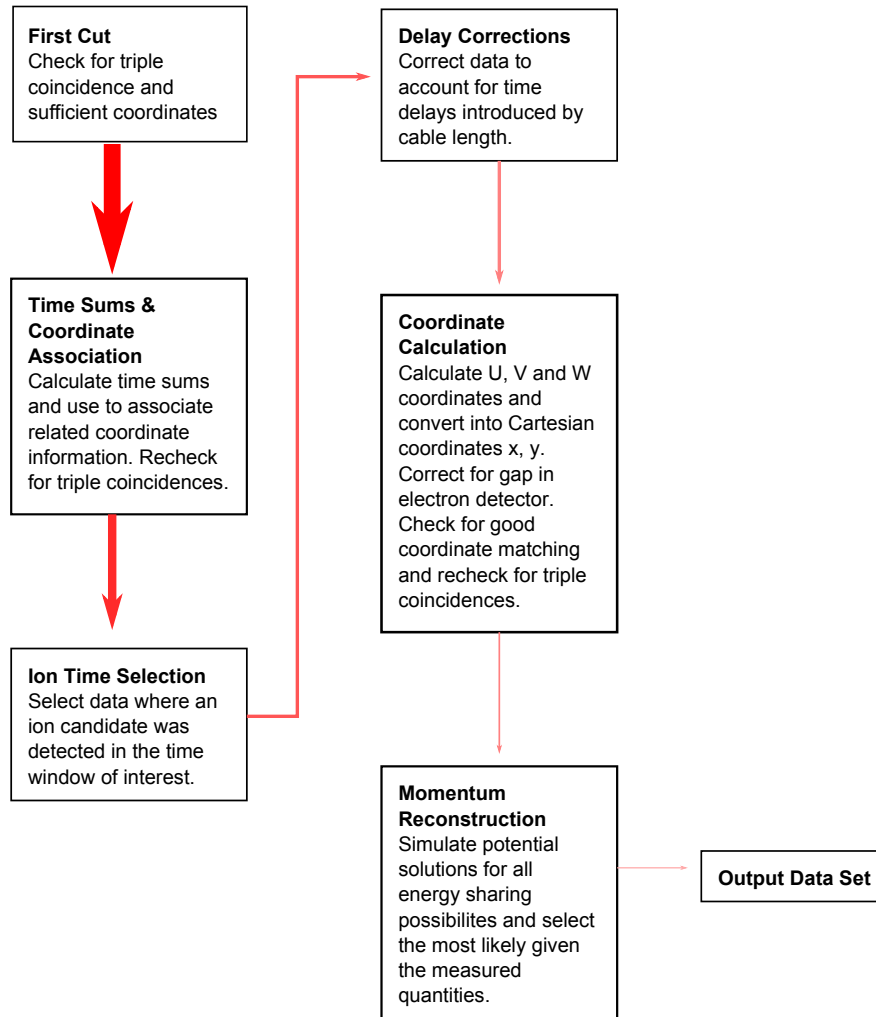 First Cut
Check for triple
coincidence and
sufficient coordinates
Time Sums &
Coordinate
Association
Calculate time sums
and use to associate
related coordinate
information. Recheck
for triple coincidences.
Ion Time Selection
Select data where an
ion candidate was
detected in the time
window of interest.
Delay Corrections
Correct data to
account for time
delays introduced by
cable length.
Coordinate
Calculation
Calculate U, V and W
coordinates and
convert into Cartesian
coordinates x, y.
Correct for gap in
electron detector.
Check for good
coordinate matching
and recheck for triple
coincidences.
Momentum
Reconstruction
Simulate potential
solutions for all
energy sharing
possibilites and select
the most likely given
the measured
quantities.
Output Data Set